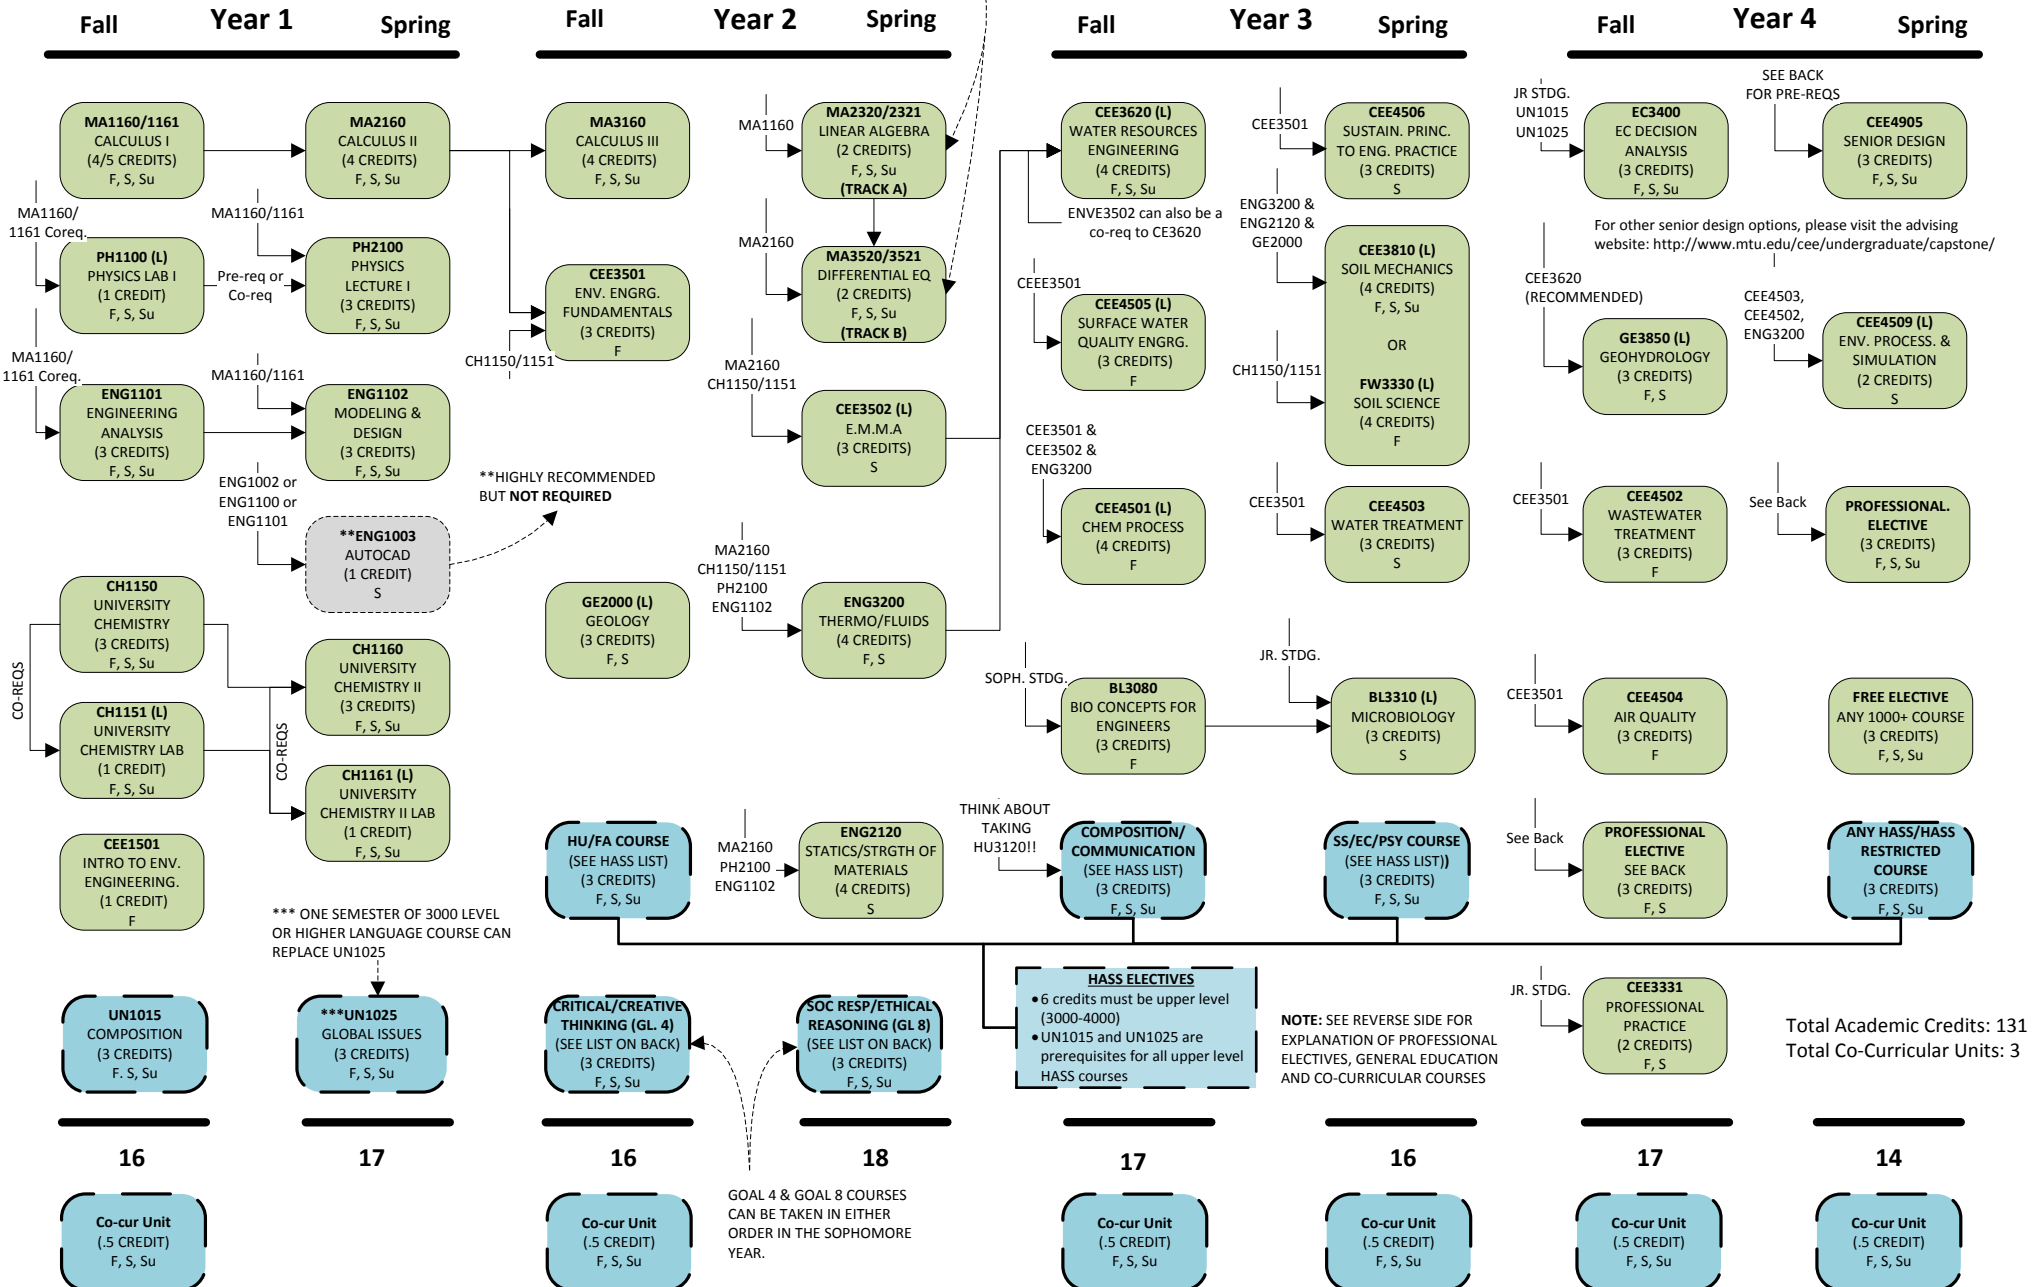 Fall
Year 1
Spring
Fall
Year 2
Spring
Fall
Year 3
Spring
Fall
Year 4
Spring
MA1160/1161
CALCULUS I
(4/5 CREDITS)
F, S, Su
MA1160/
1161 Coreq.
PH1100 (L)
PHYSICS LAB I
(1 CREDIT)
F, S, Su
MA1160/
1161 Coreq.
ENG1101
ENGINEERING
ANALYSIS
(3 CREDITS)
F, S, Su
CH1150
UNIVERSITY
CHEMISTRY
(3 CREDITS)
F, S, Su
CO-REQS
CH1151 (L)
UNIVERSITY
CHEMISTRY LAB
(1 CREDIT)
F, S, Su
CEE1501
INTRO TO ENV.
ENGINEERING.
(1 CREDIT)
F
UN1015
COMPOSITION
(3 CREDITS)
F. S, Su
16
Co-cur Unit
(.5 CREDIT)
F, S, Su
MA2160
CALCULUS II
(4 CREDITS)
F, S, Su
MA1160/1161
Pre-req or
Co-req
PH2100
PHYSICS
LECTURE I
(3 CREDITS)
F, S, Su
MA1160/1161
ENG1102
MODELING &
DESIGN
(3 CREDITS)
F, S, Su
ENG1002 or
ENG1100 or
ENG1101
**ENG1003
AUTOCAD
(1 CREDIT)
S
**HIGHLY RECOMMENDED
BUT NOT REQUIRED
CH1160
UNIVERSITY
CHEMISTRY II
(3 CREDITS)
F, S, Su
CO-REQS
CH1161 (L)
UNIVERSITY
CHEMISTRY II LAB
(1 CREDIT)
F, S, Su
*** ONE SEMESTER OF 3000 LEVEL
OR HIGHER LANGUAGE COURSE CAN
REPLACE UN1025
***UN1025
GLOBAL ISSUES
(3 CREDITS)
F, S, Su
17
MA3160
CALCULUS III
(4 CREDITS)
F, S, Su
CEE3501
ENV. ENGRG.
FUNDAMENTALS
(3 CREDITS)
F
CH1150/1151
GE2000 (L)
GEOLOGY
(3 CREDITS)
F, S
HU/FA COURSE
(SEE HASS LIST)
(3 CREDITS)
F, S, Su
CRITICAL/CREATIVE
THINKING (GL. 4)
(SEE LIST ON BACK)
(3 CREDITS)
F, S, Su
16
Co-cur Unit
(.5 CREDIT)
F, S, Su
MA1160
MA2320/2321
LINEAR ALGEBRA
(2 CREDITS)
F, S, Su
(TRACK A)
MA2160
MA3520/3521
DIFFERENTIAL EQ
(2 CREDITS)
F, S, Su
(TRACK B)
MA2160
CH1150/1151
CEE3502 (L)
E.M.M.A
(3 CREDITS)
S
MA2160
CH1150/1151
PH2100
ENG1102
ENG3200
THERMO/FLUIDS
(4 CREDITS)
F, S
MA2160
PH2100
ENG1102
ENG2120
STATICS/STRGTH OF
MATERIALS
(4 CREDITS)
S
SOC RESP/ETHICAL
REASONING (GL 8)
(SEE LIST ON BACK)
(3 CREDITS)
F, S, Su
18
GOAL 4 & GOAL 8 COURSES
CAN BE TAKEN IN EITHER
ORDER IN THE SOPHOMORE
YEAR.
CEE3620 (L)
WATER RESOURCES
ENGINEERING
(4 CREDITS)
F, S, Su
ENVE3502 can also be a
co-req to CE3620
CEEE3501
CEE4505 (L)
SURFACE WATER
QUALITY ENGRG.
(3 CREDITS)
F
CEE3501 &
CEE3502 &
ENG3200
CEE4501 (L)
CHEM PROCESS
(4 CREDITS)
F
SOPH. STDG.
BL3080
BIO CONCEPTS FOR
ENGINEERS
(3 CREDITS)
F
THINK ABOUT
TAKING
HU3120!!
COMPOSITION/
COMMUNICATION
(SEE HASS LIST)
(3 CREDITS)
F, S, Su
HASS ELECTIVES
• 6 credits must be upper level
(3000-4000)
• UN1015 and UN1025 are
prerequisites for all upper level
HASS courses
17
Co-cur Unit
(.5 CREDIT)
F, S, Su
CEE3501
CEE4506
SUSTAIN. PRINC.
TO ENG. PRACTICE
(3 CREDITS)
S
ENG3200 &
ENG2120 &
GE2000
CEE3810 (L)
SOIL MECHANICS
(4 CREDITS)
F, S, Su
OR
CH1150/1151
FW3330 (L)
SOIL SCIENCE
(4 CREDITS)
F
CEE3501
CEE4503
WATER TREATMENT
(3 CREDITS)
S
JR. STDG.
BL3310 (L)
MICROBIOLOGY
(3 CREDITS)
S
SS/EC/PSY COURSE
(SEE HASS LIST))
(3 CREDITS)
F, S, Su
NOTE: SEE REVERSE SIDE FOR
EXPLANATION OF PROFESSIONAL
ELECTIVES, GENERAL EDUCATION
AND CO-CURRICULAR COURSES
16
Co-cur Unit
(.5 CREDIT)
F, S, Su
JR STDG.
UN1015
UN1025
EC3400
EC DECISION
ANALYSIS
(3 CREDITS)
F, S, Su
For other senior design options, please visit the advising
website: http://www.mtu.edu/cee/undergraduate/capstone/
CEE3620
(RECOMMENDED)
GE3850 (L)
GEOHYDROLOGY
(3 CREDITS)
F, S
CEE3501
CEE4502
WASTEWATER
TREATMENT
(3 CREDITS)
F
CEE3501
CEE4504
AIR QUALITY
(3 CREDITS)
F
See Back
PROFESSIONAL
ELECTIVE
SEE BACK
(3 CREDITS)
F, S
JR. STDG.
CEE3331
PROFESSIONAL
PRACTICE
(2 CREDITS)
F, S
17
Co-cur Unit
(.5 CREDIT)
F, S, Su
SEE BACK
FOR PRE-REQS
CEE4905
SENIOR DESIGN
(3 CREDITS)
F, S, Su
CEE4503,
CEE4502,
ENG3200
CEE4509 (L)
ENV. PROCESS. &
SIMULATION
(2 CREDITS)
S
See Back
PROFESSIONAL.
ELECTIVE
(3 CREDITS)
F, S, Su
FREE ELECTIVE
ANY 1000+ COURSE
(3 CREDITS)
F, S, Su
ANY HASS/HASS
RESTRICTED
COURSE
(3 CREDITS)
F, S, Su
Total Academic Credits: 131
Total Co-Curricular Units: 3
14
Co-cur Unit
(.5 CREDIT)
F, S, Su